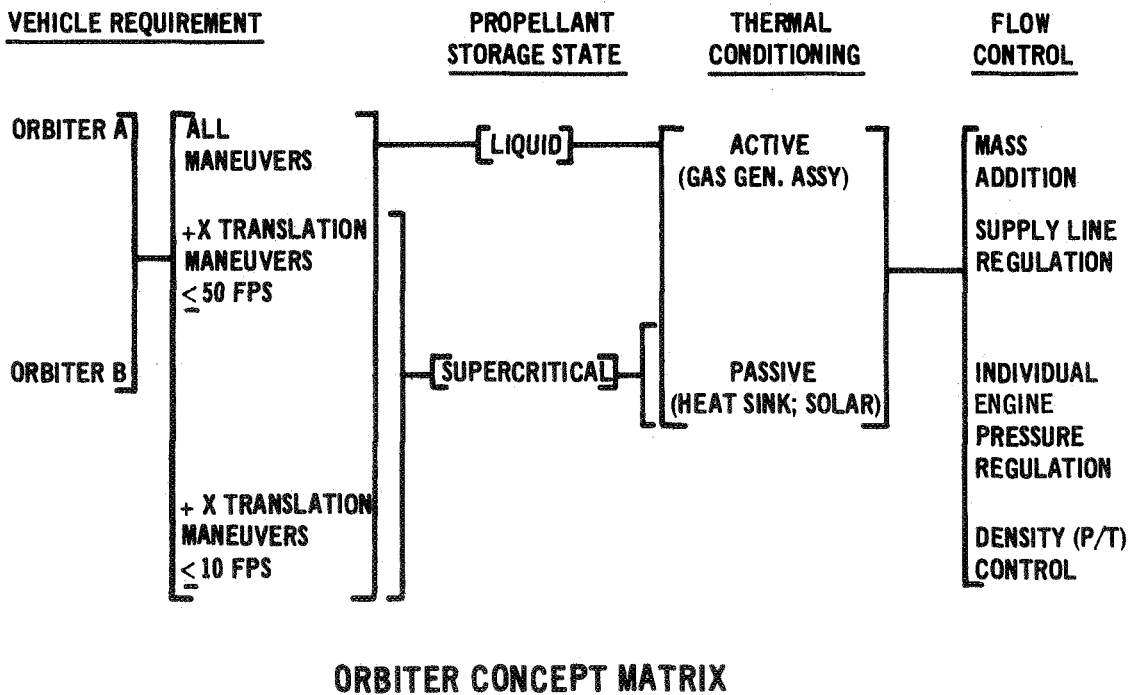 VEHICLE REQUIREMENT
PROPELLANT
STORAGE STATE
THERMAL
CONDITIONING
FLOW
CONTROL
ORBITER A
ORBITER B
ALL
MANEUVERS
+X TRANSLATION
MANEUVERS
≤ 50 FPS
+ X TRANSLATION
MANEUVERS
≤ 10 FPS
LIQUID
SUPERCRITICAL
ACTIVE
(GAS GEN. ASSY)
PASSIVE
(HEAT SINK; SOLAR)
MASS
ADDITION
SUPPLY LINE
REGULATION
INDIVIDUAL
ENGINE
PRESSURE
REGULATION
DENSITY (P/T)
CONTROL
ORBITER CONCEPT MATRIX